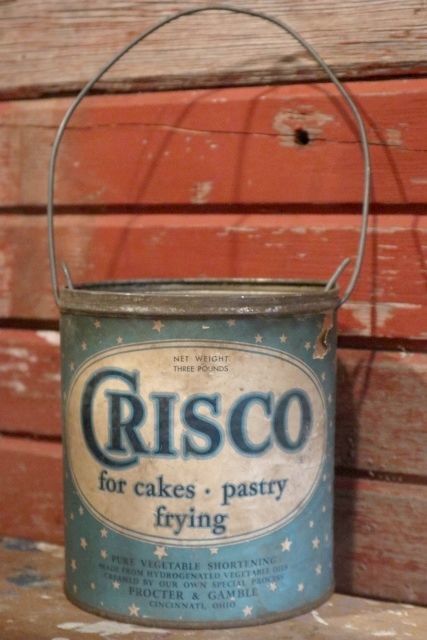 NET WEIGHT
THREE POUNDS
CRISCO
for cakes · pastry
frying
PURE VEGETABLE SHORTENING
MADE FROM HYDROGENATED VEGETABLE OILS
CREAMED BY OUR OWN SPECIAL PROCESS
PROCTER & GAMBLE
CINCINNATI, OHIO